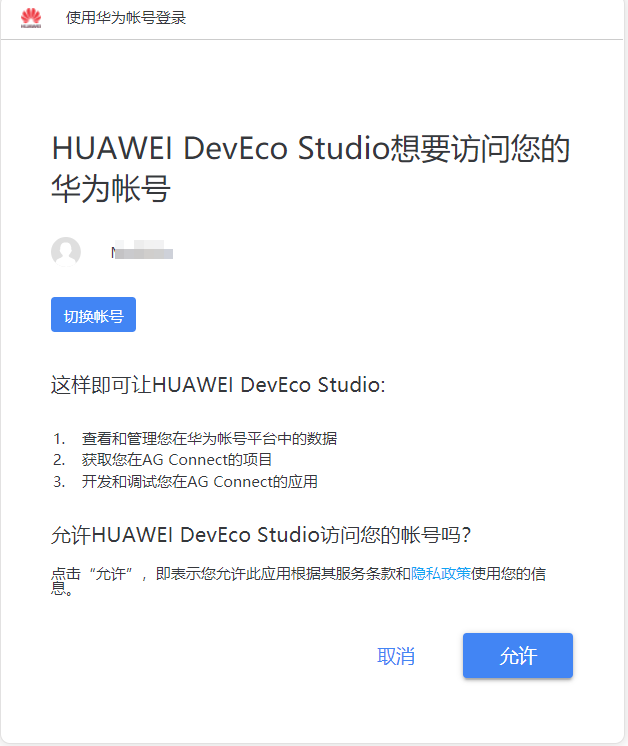 使用华为帐号登录
HUAWEI DevEco Studio想要访问您的
华为帐号
切换帐号
这样即可让HUAWEI DevEco Studio:
1. 查看和管理您在华为帐号平台中的数据
2. 获取您在AG Connect的项目
3. 开发和调试您在AG Connect的应用
允许HUAWEI DevEco Studio访问您的帐号吗?
点击“允许”，即表示您允许此应用根据其服务条款和隐私政策使用您的信
息。
取消 允许